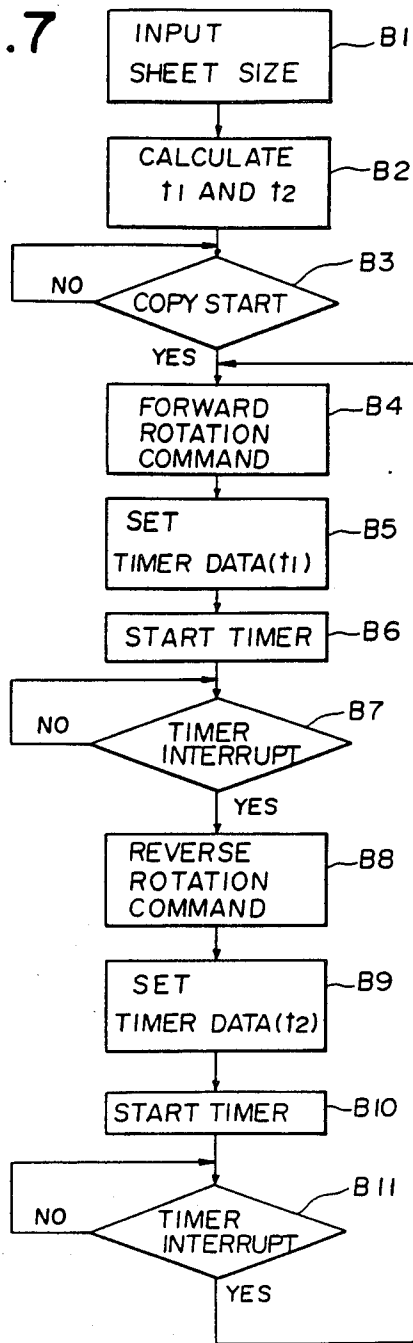 .7
INPUT
SHEET SIZE
B1
CALCULATE
t1 AND t2
B2
B3
NO
COPY START
YES
FORWARD
ROTATION
COMMAND
B4
SET
TIMER DATA(t1)
B5
START TIMER
B6
B7
NO
TIMER
INTERRUPT
YES
REVERSE
ROTATION
COMMAND
B8
SET
TIMER DATA(t2)
B9
START TIMER
B10
B11
NO
TIMER
INTERRUPT
YES